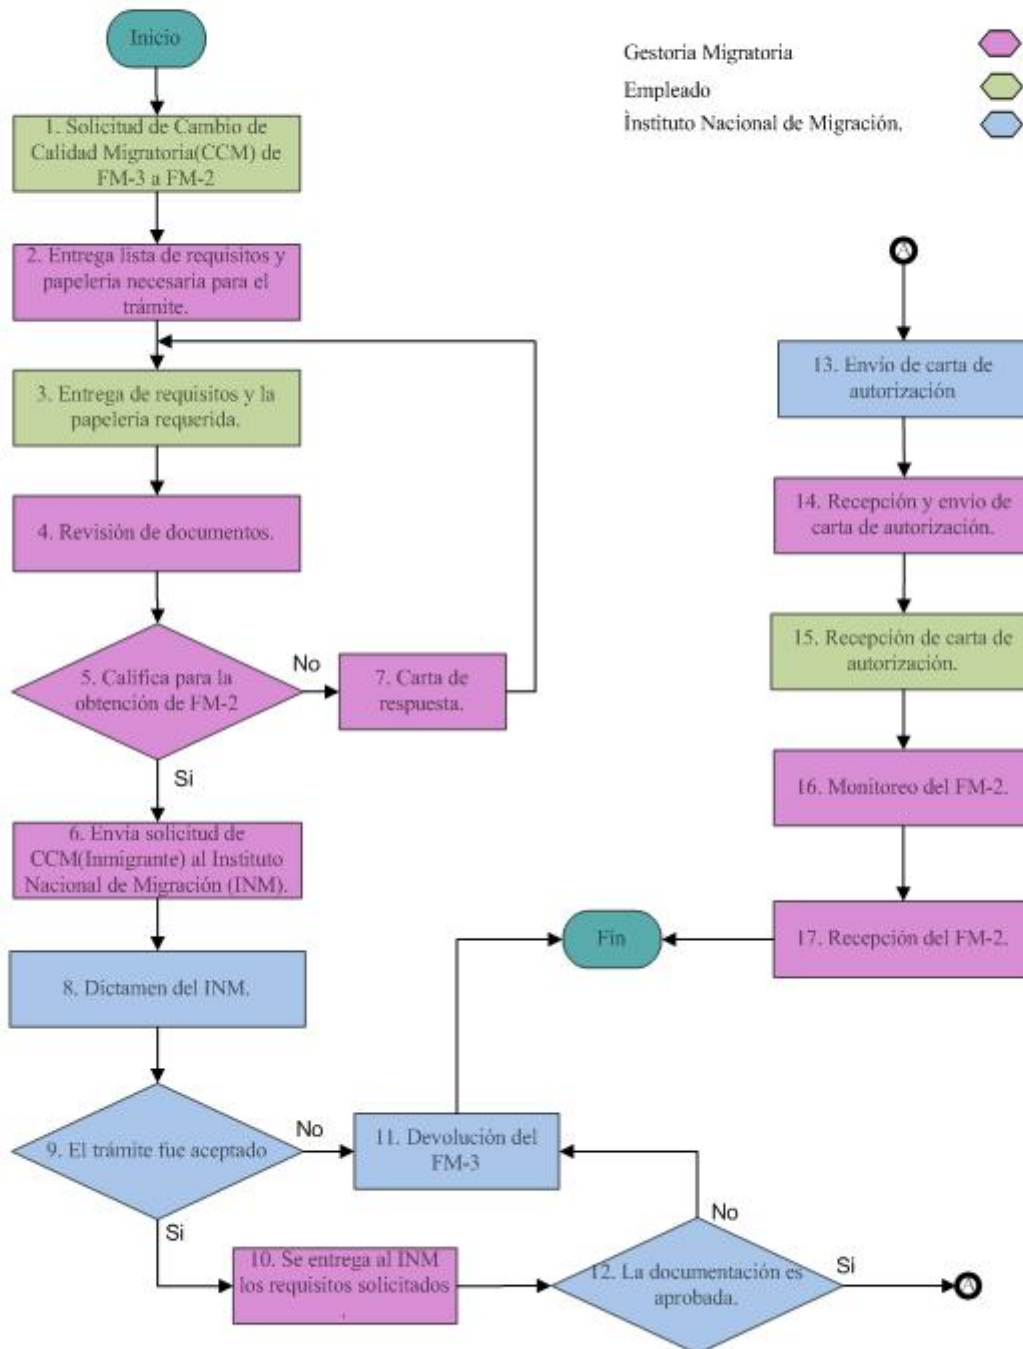 Inicio
Gestoria Migratoria
Empleado
Ìnstituto Nacional de Migración.
1. Solicitud de Cambio de
Calidad Migratoria(CCM) de
FM-3 a FM-2
2. Entrega lista de requisitos y
papelería necesaria para el
trámite.
3. Entrega de requisitos y la
papelería requerida.
4. Revisión de documentos.
5. Califica para la
obtención de FM-2
No
7. Carta de
respuesta.
Si
6. Envía solicitud de
CCM(Inmigrante) al Instituto
Nacional de Migración (INM).
8. Dictamen del INM.
9. El trámite fue aceptado
No
11. Devolución del
FM-3
Si
10. Se entrega al INM
los requisitos solicitados
.
12. La documentación es
aprobada.
No
Si
A
A
13. Envío de carta de
autorización
14. Recepción y envío de
carta de autorización.
15. Recepción de carta de
autorización.
16. Monitoreo del FM-2.
17. Recepción del FM-2.
Fin